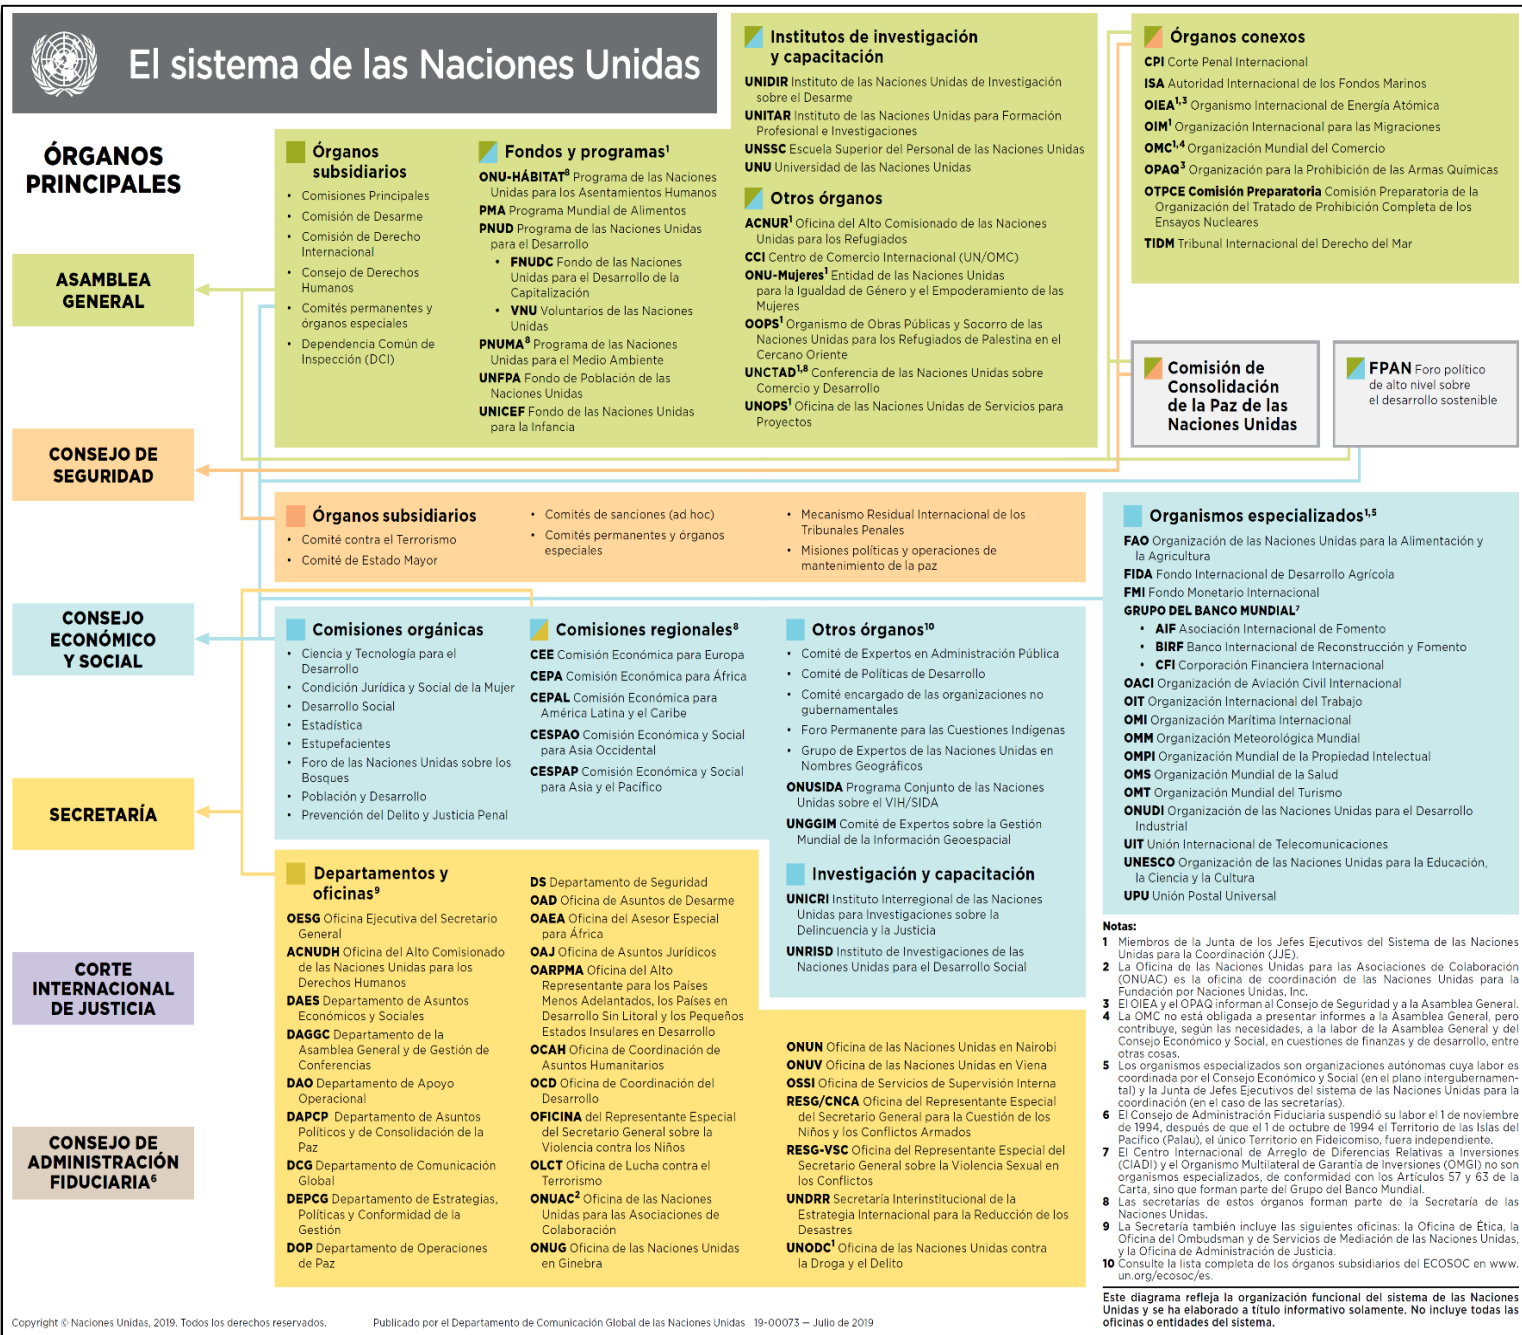 El sistema de las Naciones Unidas
ÓRGANOS
PRINCIPALES
ASAMBLEA
GENERAL
CONSEJO DE
SEGURIDAD
CONSEJO
ECONÓMICO
Y SOCIAL
SECRETARÍA
CORTE
INTERNACIONAL
DE JUSTICIA
CONSEJO DE
ADMINISTRACIÓN
FIDUCIARIA⁶
Órganos
subsidiarios
• Comisiones Principales
• Comisión de Desarme
• Comisión de Derecho
Internacional
• Consejo de Derechos
Humanos
• Comités permanentes y
órganos especiales
• Dependencia Común de
Inspección (DCI)
Fondos y programas¹
ONU-HÁBITAT⁸ Programa de las Naciones
Unidas para los Asentamientos Humanos
PMA Programa Mundial de Alimentos
PNUD Programa de las Naciones Unidas
para el Desarrollo
• FNUDC Fondo de las Naciones
Unidas para el Desarrollo de la
Capitalización
• VNU Voluntarios de las Naciones
Unidas
PNUMA⁸ Programa de las Naciones
Unidas para el Medio Ambiente
UNFPA Fondo de Población de las
Naciones Unidas
UNICEF Fondo de las Naciones Unidas
para la Infancia
Institutos de investigación
y capacitación
UNIDIR Instituto de las Naciones Unidas de Investigación
sobre el Desarme
UNITAR Instituto de las Naciones Unidas para Formación
Profesional e Investigaciones
UNSSC Escuela Superior del Personal de las Naciones Unidas
UNU Universidad de las Naciones Unidas
Otros órganos
ACNUR¹ Oficina del Alto Comisionado de las Naciones
Unidas para los Refugiados
CCI Centro de Comercio Internacional (UN/OMC)
ONU-Mujeres¹ Entidad de las Naciones Unidas
para la Igualdad de Género y el Empoderamiento de las
Mujeres
OOPS¹ Organismo de Obras Públicas y Socorro de las
Naciones Unidas para los Refugiados de Palestina en el
Cercano Oriente
UNCTAD¹,⁸ Conferencia de las Naciones Unidas sobre
Comercio y Desarrollo
UNOPS¹ Oficina de las Naciones Unidas de Servicios para
Proyectos
Órganos conexos
CPI Corte Penal Internacional
ISA Autoridad Internacional de los Fondos Marinos
OIEA¹,³ Organismo Internacional de Energía Atómica
OIM¹ Organización Internacional para las Migraciones
OMC¹,⁴ Organización Mundial del Comercio
OPAQ³ Organización para la Prohibición de las Armas Químicas
OTPCE Comisión Preparatoria Comisión Preparatoria de la
Organización del Tratado de Prohibición Completa de los
Ensayos Nucleares
TIDM Tribunal Internacional del Derecho del Mar
Comisión de
Consolidación
de la Paz de las
Naciones Unidas
FPAN Foro político
de alto nivel sobre
el desarrollo sostenible
Órganos subsidiarios
• Comité contra el Terrorismo
• Comité de Estado Mayor
• Comités de sanciones (ad hoc)
• Comités permanentes y órganos
especiales
• Mecanismo Residual Internacional de los
Tribunales Penales
• Misiones políticas y operaciones de
mantenimiento de la paz
Comisiones orgánicas
• Ciencia y Tecnología para el
Desarrollo
• Condición Jurídica y Social de la Mujer
• Desarrollo Social
• Estadística
• Estupefacientes
• Foro de las Naciones Unidas sobre los
Bosques
• Población y Desarrollo
• Prevención del Delito y Justicia Penal
Comisiones regionales⁸
CEE Comisión Económica para Europa
CEPA Comisión Económica para África
CEPAL Comisión Económica para
América Latina y el Caribe
CESPAO Comisión Económica y Social
para Asia Occidental
CESPAP Comisión Económica y Social
para Asia y el Pacífico
Otros órganos¹⁰
• Comité de Expertos en Administración Pública
• Comité de Políticas de Desarrollo
• Comité encargado de las organizaciones no
gubernamentales
• Foro Permanente para las Cuestiones Indígenas
• Grupo de Expertos de las Naciones Unidas en
Nombres Geográficos
ONUSIDA Programa Conjunto de las Naciones
Unidas sobre el VIH/SIDA
UNGGIM Comité de Expertos sobre la Gestión
Mundial de la Información Geoespacial
Investigación y capacitación
UNICRI Instituto Interregional de las Naciones
Unidas para Investigaciones sobre la
Delincuencia y la Justicia
UNRISD Instituto de Investigaciones de las
Naciones Unidas para el Desarrollo Social
Organismos especializados¹,⁵
FAO Organización de las Naciones Unidas para la Alimentación y
la Agricultura
FIDA Fondo Internacional de Desarrollo Agrícola
FMI Fondo Monetario Internacional
GRUPO DEL BANCO MUNDIAL⁷
• AIF Asociación Internacional de Fomento
• BIRF Banco Internacional de Reconstrucción y Fomento
• CFI Corporación Financiera Internacional
OACI Organización de Aviación Civil Internacional
OIT Organización Internacional del Trabajo
OMI Organización Marítima Internacional
OMM Organización Meteorológica Mundial
OMPI Organización Mundial de la Propiedad Intelectual
OMS Organización Mundial de la Salud
OMT Organización Mundial del Turismo
ONUDI Organización de las Naciones Unidas para el Desarrollo
Industrial
UIT Unión Internacional de Telecomunicaciones
UNESCO Organización de las Naciones Unidas para la Educación,
la Ciencia y la Cultura
UPU Unión Postal Universal
Departamentos y
oficinas⁹
OESG Oficina Ejecutiva del Secretario
General
ACNUDH Oficina del Alto Comisionado
de las Naciones Unidas para los
Derechos Humanos
DAES Departamento de Asuntos
Económicos y Sociales
DAGGC Departamento de la
Asamblea General y de Gestión de
Conferencias
DAO Departamento de Apoyo
Operacional
DAPCP Departamento de Asuntos
Políticos y de Consolidación de la
Paz
DCG Departamento de Comunicación
Global
DEPCG Departamento de Estrategias,
Políticas y Conformidad de la
Gestión
DOP Departamento de Operaciones
de Paz
DS Departamento de Seguridad
OAD Oficina de Asuntos de Desarme
OAEA Oficina del Asesor Especial
para África
OAJ Oficina de Asuntos Jurídicos
OARPMA Oficina del Alto
Representante para los Países
Menos Adelantados, los Países en
Desarrollo Sin Litoral y los Pequeños
Estados Insulares en Desarrollo
OCAH Oficina de Coordinación de
Asuntos Humanitarios
OCD Oficina de Coordinación del
Desarrollo
OFICINA del Representante Especial
del Secretario General sobre la
Violencia contra los Niños
OLCT Oficina de Lucha contra el
Terrorismo
ONUAC² Oficina de las Naciones
Unidas para las Asociaciones de
Colaboración
ONUG Oficina de las Naciones Unidas
en Ginebra
ONUN Oficina de las Naciones Unidas en Nairobi
ONUV Oficina de las Naciones Unidas en Viena
OSSI Oficina de Servicios de Supervisión Interna
RESG/CNCA Oficina del Representante Especial
del Secretario General para la Cuestión de los
Niños y los Conflictos Armados
RESG-VSC Oficina del Representante Especial del
Secretario General sobre la Violencia Sexual en
los Conflictos
UNDRR Secretaría Interinstitucional de la
Estrategia Internacional para la Reducción de los
Desastres
UNODC¹ Oficina de las Naciones Unidas contra
la Droga y el Delito
Notas:
1 Miembros de la Junta de los Jefes Ejecutivos del Sistema de las Naciones
Unidas para la Coordinación (JJE).
2 La Oficina de las Naciones Unidas para las Asociaciones de Colaboración
(ONUAC) es la oficina de coordinación de las Naciones Unidas para la
Fundación por Naciones Unidas, Inc.
3 El OIEA y el OPAQ informan al Consejo de Seguridad y a la Asamblea General.
4 La OMC no está obligada a presentar informes a la Asamblea General, pero
contribuye, según las necesidades, a la labor de la Asamblea General y del
Consejo Económico y Social, en cuestiones de finanzas y de desarrollo, entre
otras cosas.
5 Los organismos especializados son organizaciones autónomas cuya labor es
coordinada por el Consejo Económico y Social (en el plano intergubernamen-
tal) y la Junta de Jefes Ejecutivos del sistema de las Naciones Unidas para la
coordinación (en el caso de las secretarías).
6 El Consejo de Administración Fiduciaria suspendió su labor el 1 de noviembre
de 1994, después de que el 1 de octubre de 1994 el Territorio de las Islas del
Pacífico (Palau), el único Territorio en Fideicomiso, fuera independiente.
7 El Centro Internacional de Arreglo de Diferencias Relativas a Inversiones
(CIADI) y el Organismo Multilateral de Garantía de Inversiones (OMGI) no son
organismos especializados, de conformidad con los Artículos 57 y 63 de la
Carta, sino que forman parte del Grupo del Banco Mundial.
8 Las secretarías de estos órganos forman parte de la Secretaría de las
Naciones Unidas.
9 La Secretaría también incluye las siguientes oficinas: la Oficina de Ética, la
Oficina del Ombudsman y de Servicios de Mediación de las Naciones Unidas,
y la Oficina de Administración de Justicia.
10 Consulte la lista completa de los órganos subsidiarios del ECOSOC en www.
un.org/ecosoc/es.
Este diagrama refleja la organización funcional del sistema de las Naciones
Unidas y se ha elaborado a título informativo solamente. No incluye todas las
oficinas o entidades del sistema.
Copyright © Naciones Unidas, 2019. Todos los derechos reservados.
Publicado por el Departamento de Comunicación Global de las Naciones Unidas 19-00073 — Julio de 2019